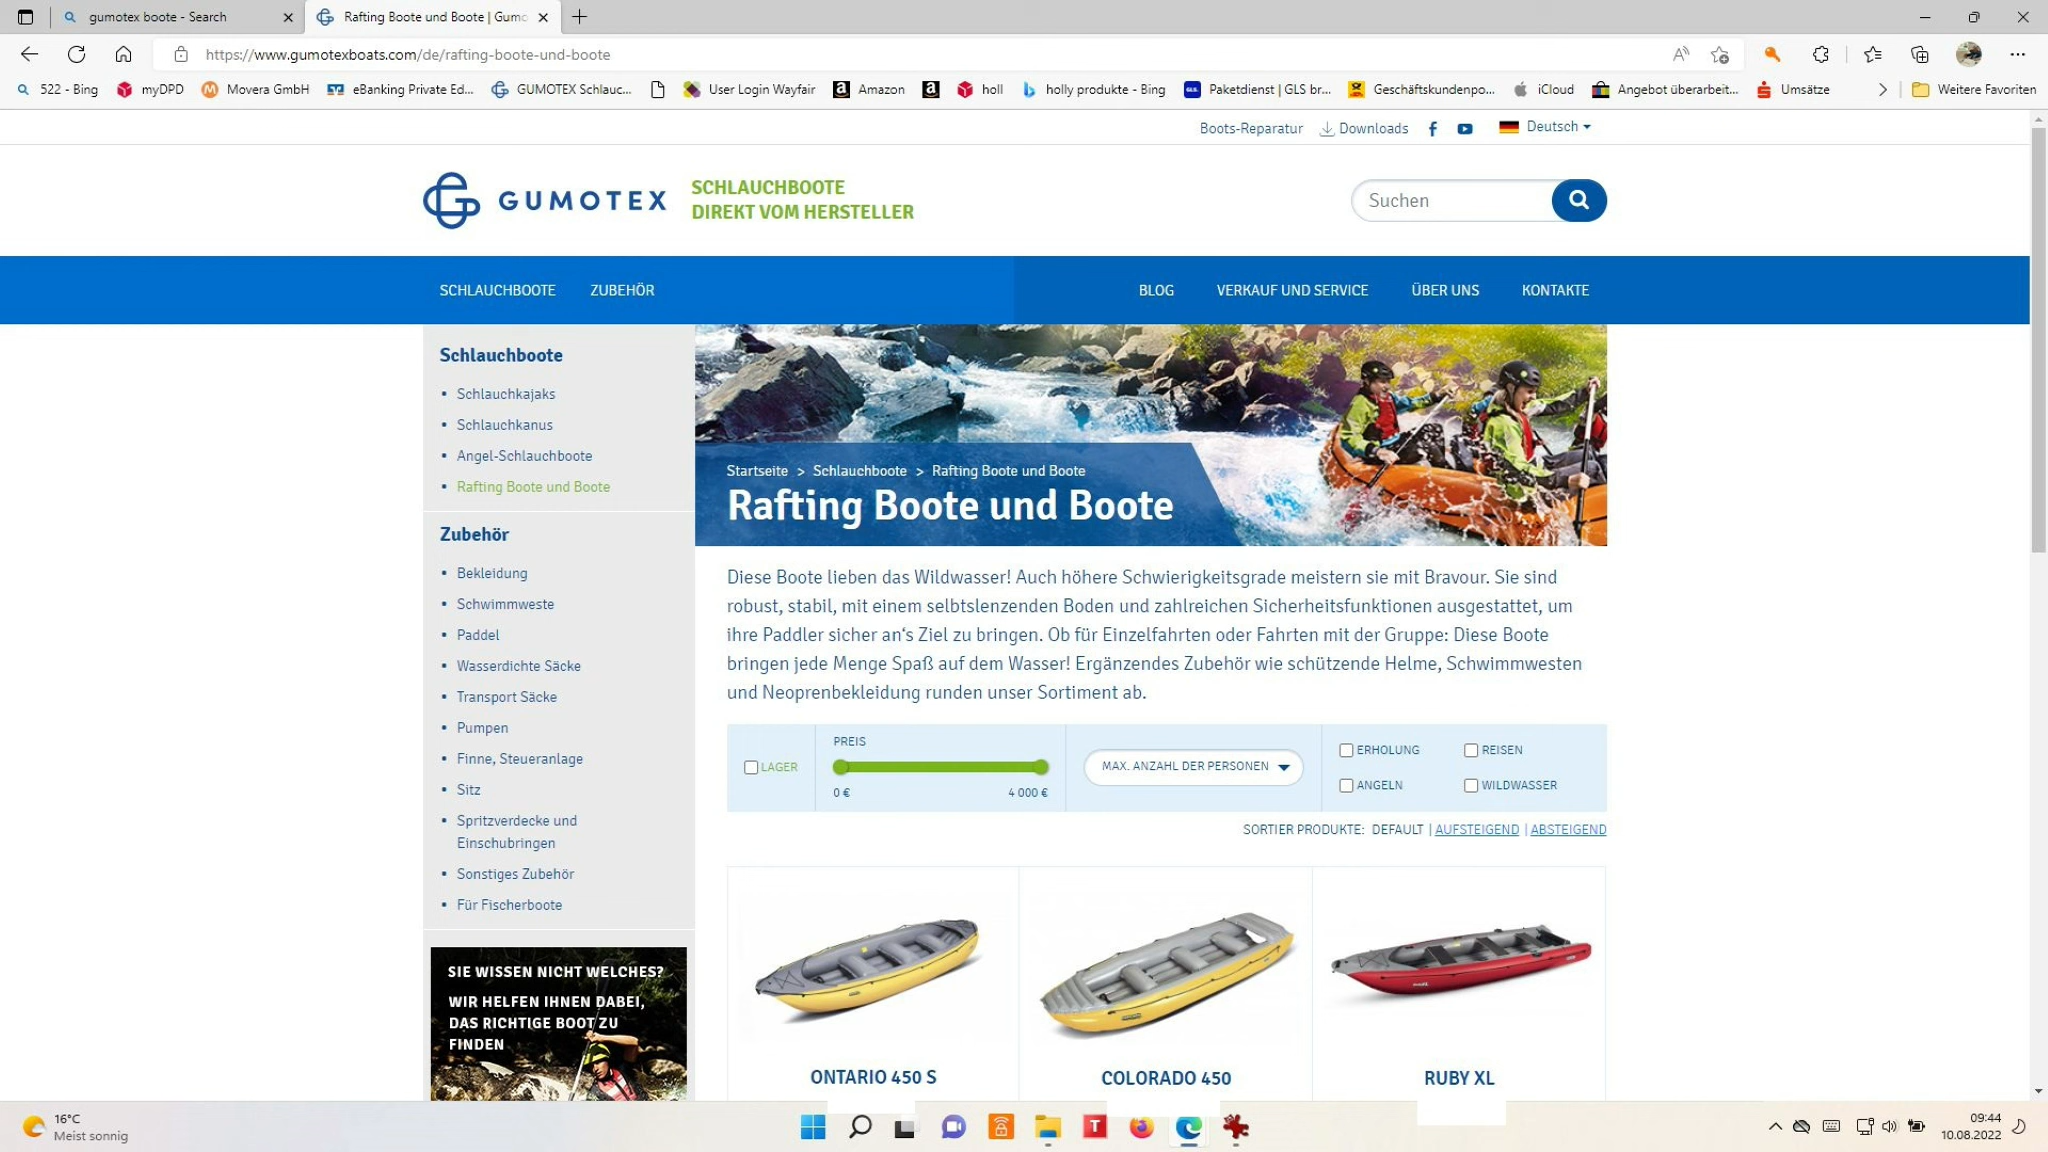 gumotex boote - Search
Rafting Boote und Boote | Gumo
https://www.gumotexboats.com/de/rafting-boote-und-boote
522 - Bing
myDPD
Movera GmbH
eBanking Private Ed...
GUMOTEX Schlauc...
User Login Wayfair
Amazon
holl
holly produkte - Bing
Paketdienst | GLS br...
Geschäftskundenpo...
iCloud
Angebot überarbeit...
Umsätze
Weitere Favoriten
Boots-Reparatur
Downloads
Deutsch
GUMOTEX
SCHLAUCHBOOTE
DIREKT VOM HERSTELLER
Suchen
SCHLAUCHBOOTE
ZUBEHÖR
BLOG
VERKAUF UND SERVICE
ÜBER UNS
KONTAKTE
Schlauchboote
• Schlauchkajaks
• Schlauchkanus
• Angel-Schlauchboote
• Rafting Boote und Boote
Zubehör
• Bekleidung
• Schwimmweste
• Paddel
• Wasserdichte Säcke
• Transport Säcke
• Pumpen
• Finne, Steueranlage
• Sitz
• Spritzverdecke und
Einschubringen
• Sonstiges Zubehör
• Für Fischerboote
SIE WISSEN NICHT WELCHES?
WIR HELFEN IHNEN DABEI,
DAS RICHTIGE BOOT ZU
FINDEN
Startseite > Schlauchboote > Rafting Boote und Boote
Rafting Boote und Boote
Diese Boote lieben das Wildwasser! Auch höhere Schwierigkeitsgrade meistern sie mit Bravour. Sie sind
robust, stabil, mit einem selbtslenzenden Boden und zahlreichen Sicherheitsfunktionen ausgestattet, um
ihre Paddler sicher an‘s Ziel zu bringen. Ob für Einzelfahrten oder Fahrten mit der Gruppe: Diese Boote
bringen jede Menge Spaß auf dem Wasser! Ergänzendes Zubehör wie schützende Helme, Schwimmwesten
und Neoprenbekleidung runden unser Sortiment ab.
LAGER
PREIS
0 €
4 000 €
MAX. ANZAHL DER PERSONEN
ERHOLUNG
REISEN
ANGELN
WILDWASSER
SORTIER PRODUKTE: DEFAULT | AUFSTEIGEND | ABSTEIGEND
ONTARIO 450 S
COLORADO 450
RUBY XL
16°C
Meist sonnig
09:44
10.08.2022